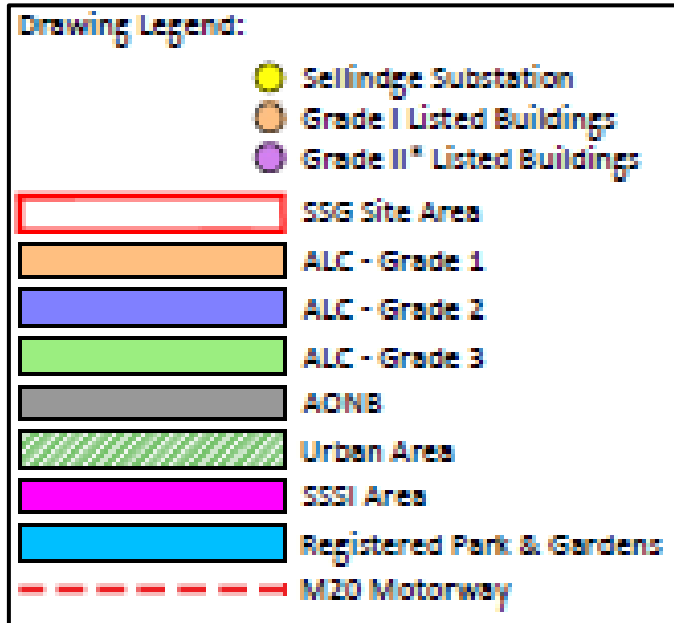 Drawing Legend:
Sellindge Substation
Grade I Listed Buildings
Grade II* Listed Buildings
SSG Site Area
ALC - Grade 1
ALC - Grade 2
ALC - Grade 3
AONB
Urban Area
SSSI Area
Registered Park & Gardens
M20 Motorway